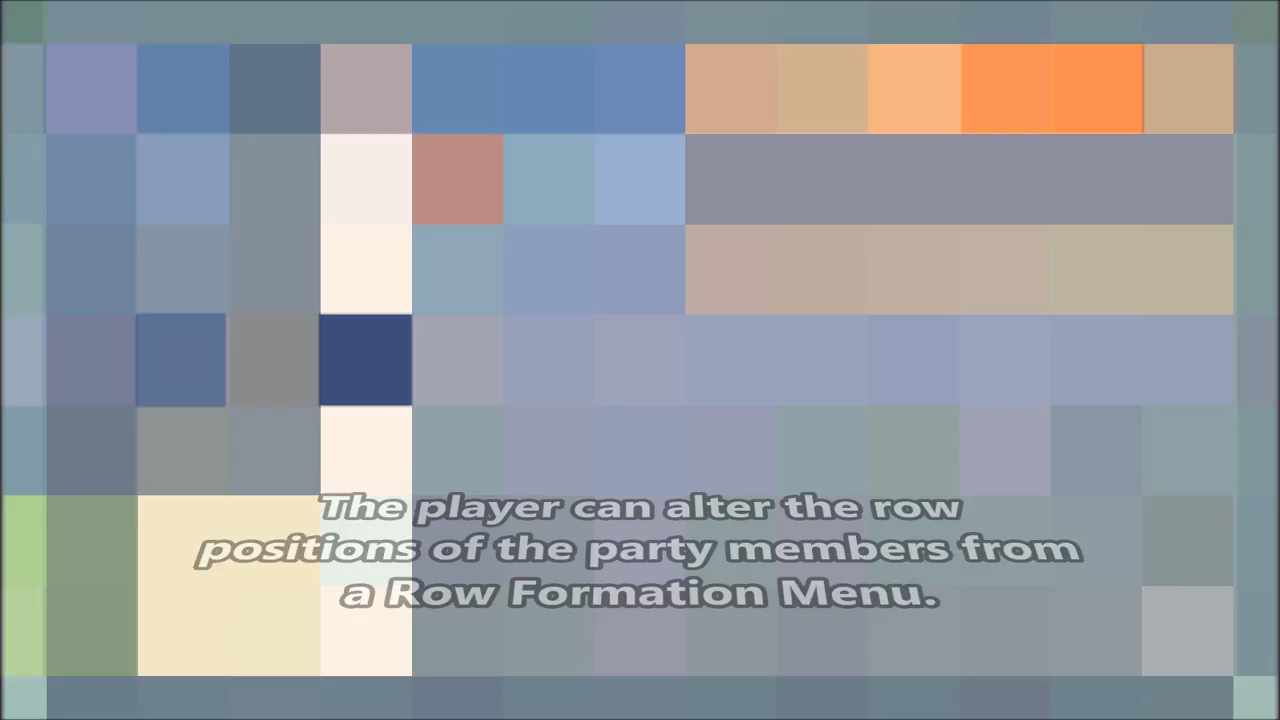 The player can alter the row
positions of the party members from
a Row Formation Menu.